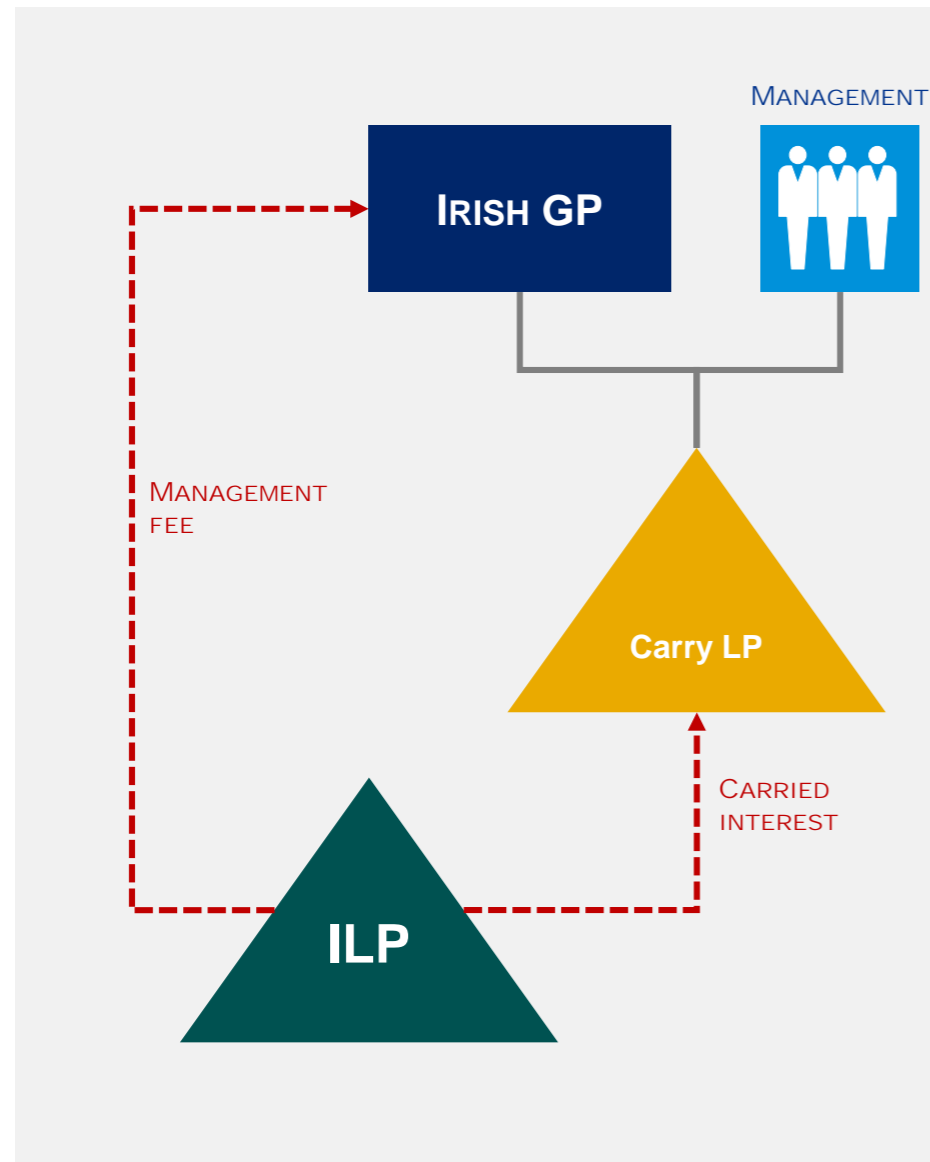 MANAGEMENT
IRISH GP
MANAGEMENT
FEE
Carry LP
CARRIED
INTEREST
ILP